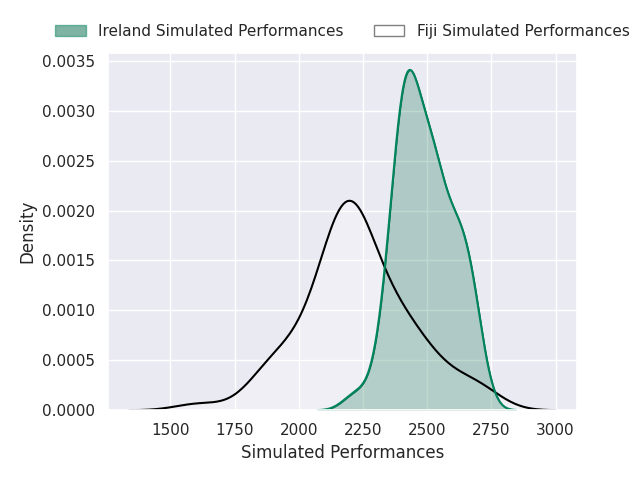 Ireland Simulated Performances Fiji Simulated Performances
0.0035
0.0030
0.0025
0.0020
0.0015
0.0010
0.0005
0.0000
Density
1500 1750 2000 2250 2500 2750 3000
Simulated Performances